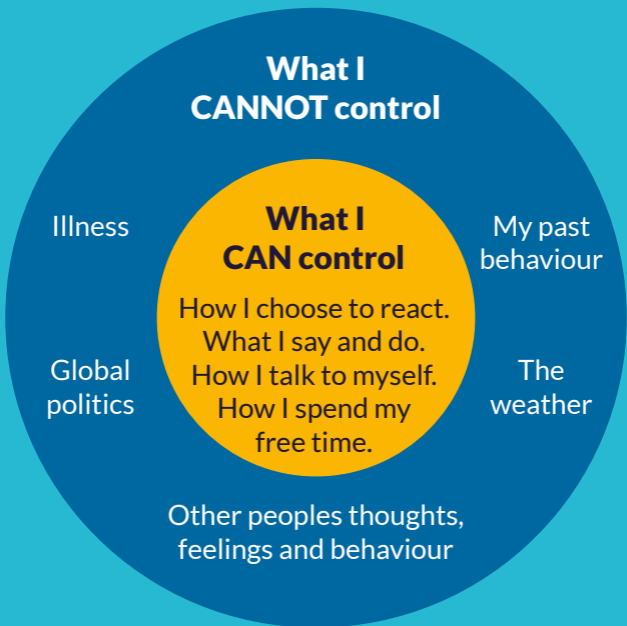 What I
CANNOT control
Illness
My past
behaviour
What I
CAN control
How I choose to react.
What I say and do.
How I talk to myself.
How I spend my
free time.
Global
politics
The
weather
Other peoples thoughts,
feelings and behaviour